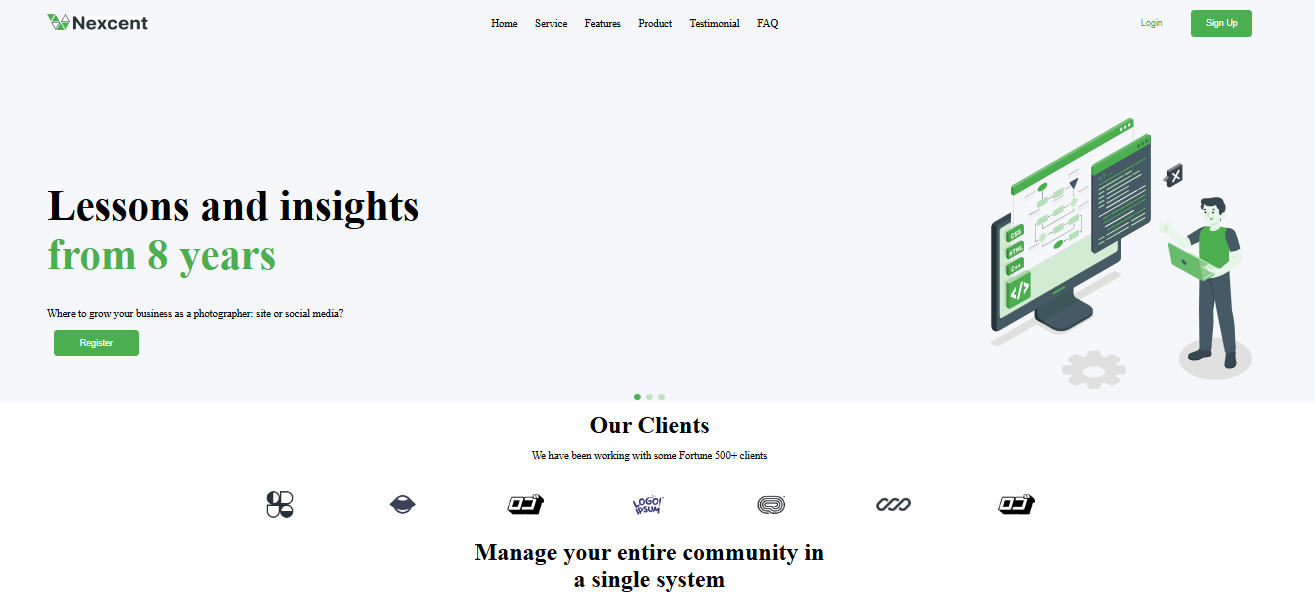 Nexcent
Home Service Features Product Testimonial FAQ
Login
Sign Up
Lessons and insights
from 8 years
Where to grow your business as a photographer: site or social media?
Register
CSS
HTML
C++
</>
Our Clients
We have been working with some Fortune 500+ clients
LOGO!
IPSUM
Manage your entire community in
a single system